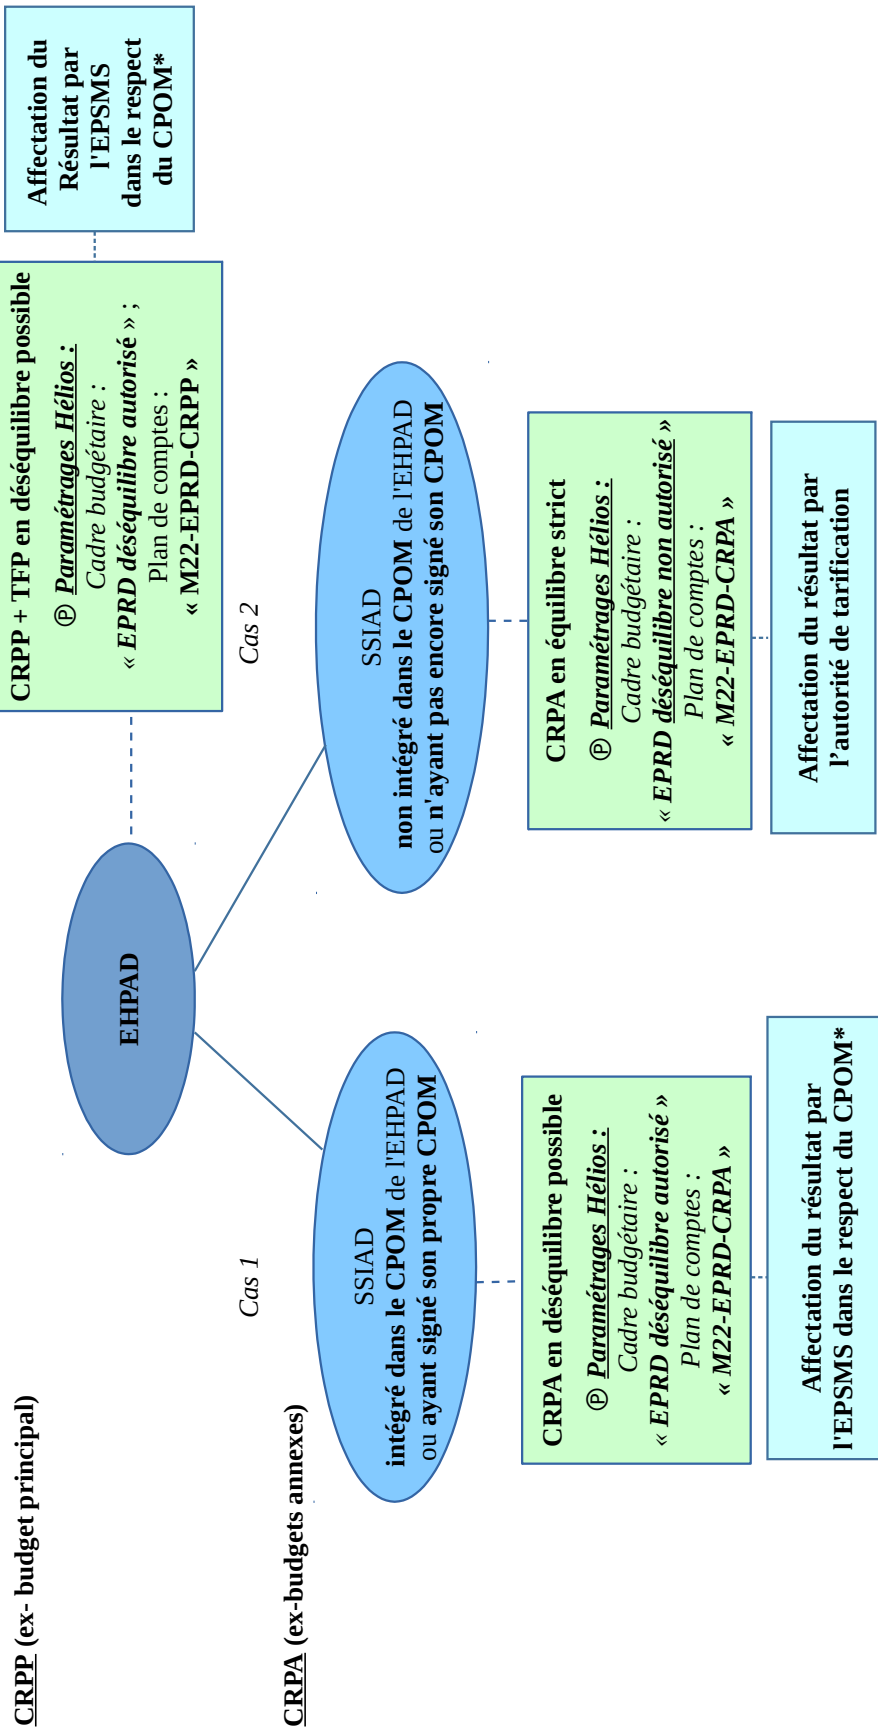 CRPP (ex- budget principal)
EHPAD
CRPP + TFP en déséquilibre possible
Ⓟ Paramétrages Hélios :
Cadre budgétaire :
« EPRD déséquilibre autorisé » ;
Plan de comptes :
« M22-EPRD-CRPP »
Affectation du
Résultat par
l'EPSMS
dans le respect
du CPOM*
CRPA (ex-budgets annexes)
Cas 1
SSIAD
intégré dans le CPOM de l'EHPAD
ou ayant signé son propre CPOM
CRPA en déséquilibre possible
Ⓟ Paramétrages Hélios :
Cadre budgétaire :
« EPRD déséquilibre autorisé »
Plan de comptes :
« M22-EPRD-CRPA »
Affectation du résultat par
l'EPSMS dans le respect du CPOM*
Cas 2
SSIAD
non intégré dans le CPOM de l'EHPAD
ou n'ayant pas encore signé son CPOM
CRPA en équilibre strict
Ⓟ Paramétrages Hélios :
Cadre budgétaire :
« EPRD déséquilibre non autorisé »
Plan de comptes :
« M22-EPRD-CRPA »
Affectation du résultat par
l’autorité de tarification